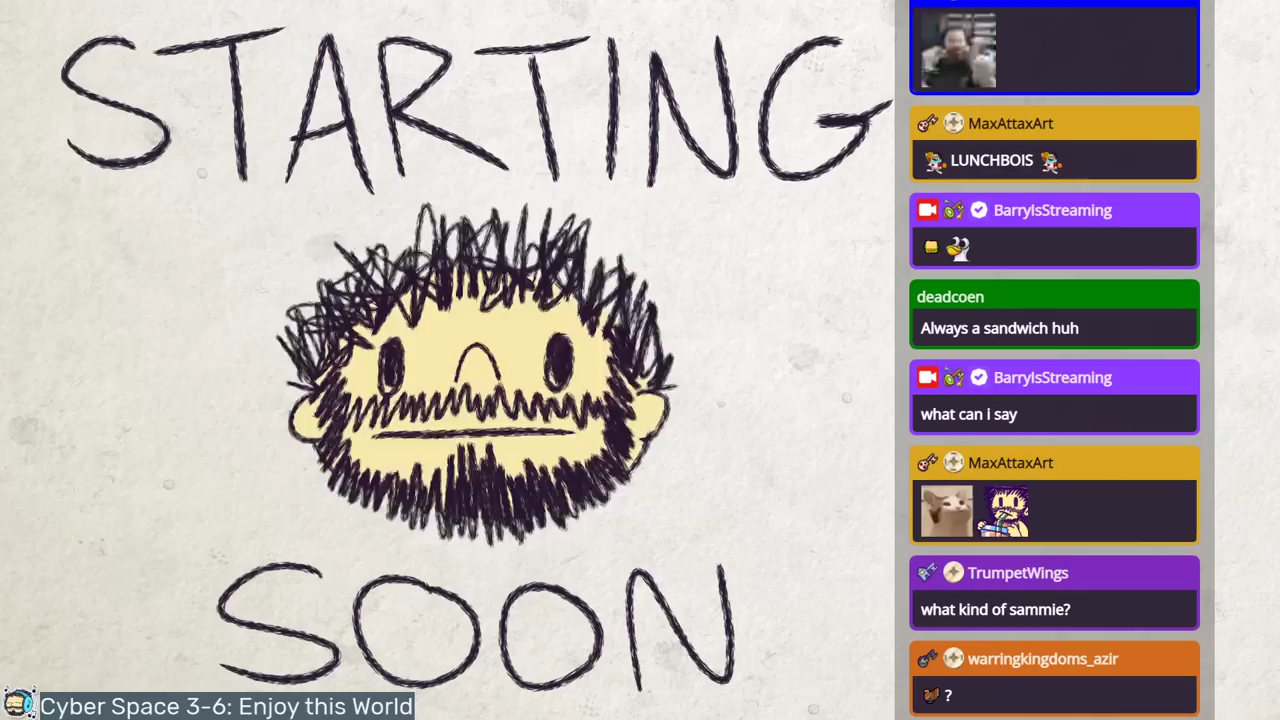 STARTING
SOON
MaxAttaxArt
LUNCHBOIS
BarryIsStreaming
deadcoen
Always a sandwich huh
BarryIsStreaming
what can i say
MaxAttaxArt
TrumpetWings
what kind of sammie?
warringkingdoms_azir
?
Cyber Space 3-6: Enjoy this World